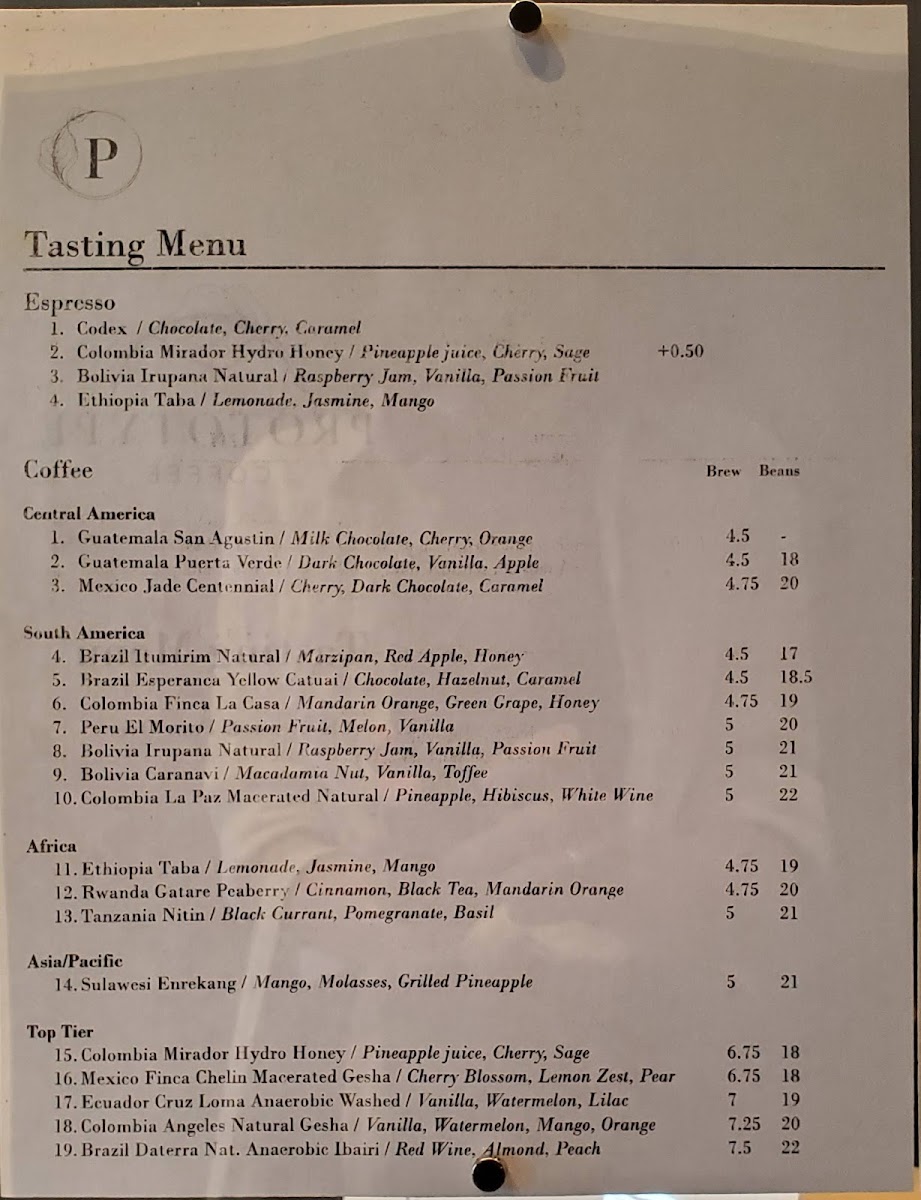 P
Tasting Menu
Espresso
1. Codex / Chocolate, Cherry, Caramel
2. Colombia Mirador Hydro Honey / Pineapple juice, Cherry, Sage +0.50
3. Bolivia Irupana Natural / Raspberry Jam, Vanilla, Passion Fruit
4. Ethiopia Taba / Lemonade, Jasmine, Mango
Coffee Brew Beans
Central America
1. Guatemala San Agustin / Milk Chocolate, Cherry, Orange 4.5 -
2. Guatemala Puerta Verde / Dark Chocolate, Vanilla, Apple 4.5 18
3. Mexico Jade Centennial / Cherry, Dark Chocolate, Caramel 4.75 20
South America
4. Brazil Itumirim Natural / Marzipan, Red Apple, Honey 4.5 17
5. Brazil Esperanca Yellow Catuai / Chocolate, Hazelnut, Caramel 4.5 18.5
6. Colombia Finca La Casa / Mandarin Orange, Green Grape, Honey 4.75 19
7. Peru El Morito / Passion Fruit, Melon, Vanilla 5 20
8. Bolivia Irupana Natural / Raspberry Jam, Vanilla, Passion Fruit 5 21
9. Bolivia Caranavi / Macadamia Nut, Vanilla, Toffee 5 21
10. Colombia La Paz Macerated Natural / Pineapple, Hibiscus, White Wine 5 22
Africa
11. Ethiopia Taba / Lemonade, Jasmine, Mango 4.75 19
12. Rwanda Gatare Peaberry / Cinnamon, Black Tea, Mandarin Orange 4.75 20
13. Tanzania Nitin / Black Currant, Pomegranate, Basil 5 21
Asia/Pacific
14. Sulawesi Enrekang / Mango, Molasses, Grilled Pineapple 5 21
Top Tier
15. Colombia Mirador Hydro Honey / Pineapple juice, Cherry, Sage 6.75 18
16. Mexico Finca Chelin Macerated Gesha / Cherry Blossom, Lemon Zest, Pear 6.75 18
17. Ecuador Cruz Loma Anaerobic Washed / Vanilla, Watermelon, Lilac 7 19
18. Colombia Angeles Natural Gesha / Vanilla, Watermelon, Mango, Orange 7.25 20
19. Brazil Daterra Nat. Anaerobic Ibairi / Red Wine, Almond, Peach 7.5 22